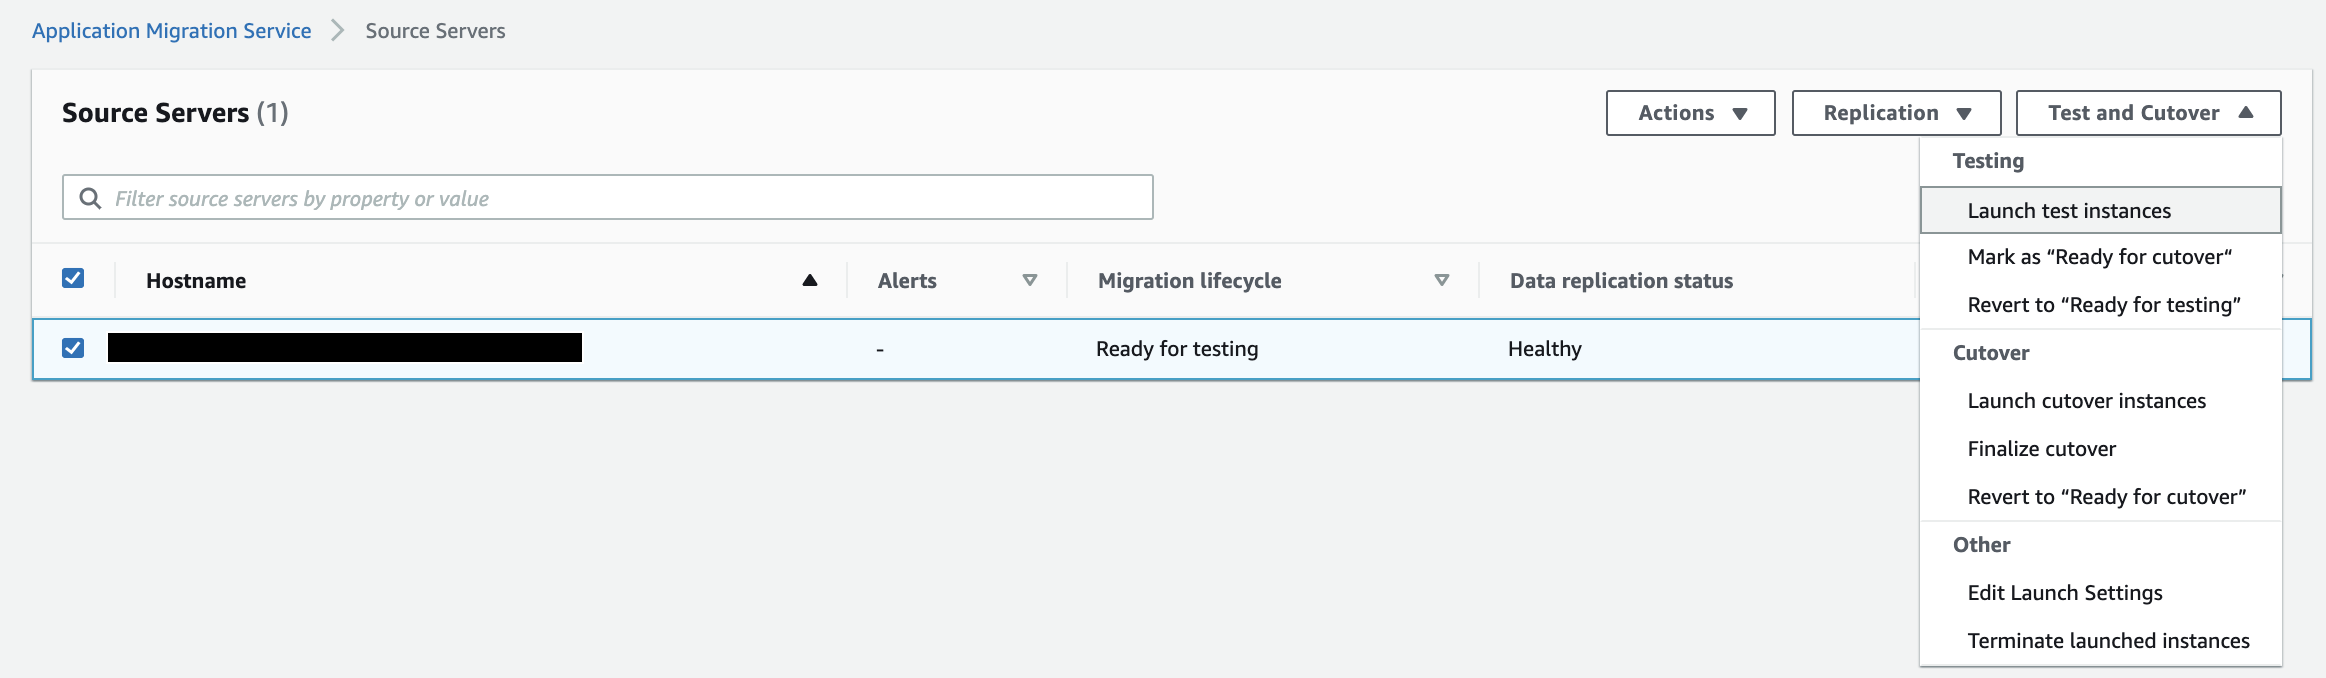 Application Migration Service > Source Servers
Source Servers (1)
Actions
Replication
Test and Cutover
Filter source servers by property or value
Hostname
Alerts
Migration lifecycle
Data replication status
-
Ready for testing
Healthy
Testing
Launch test instances
Mark as “Ready for cutover“
Revert to “Ready for testing”
Cutover
Launch cutover instances
Finalize cutover
Revert to “Ready for cutover”
Other
Edit Launch Settings
Terminate launched instances